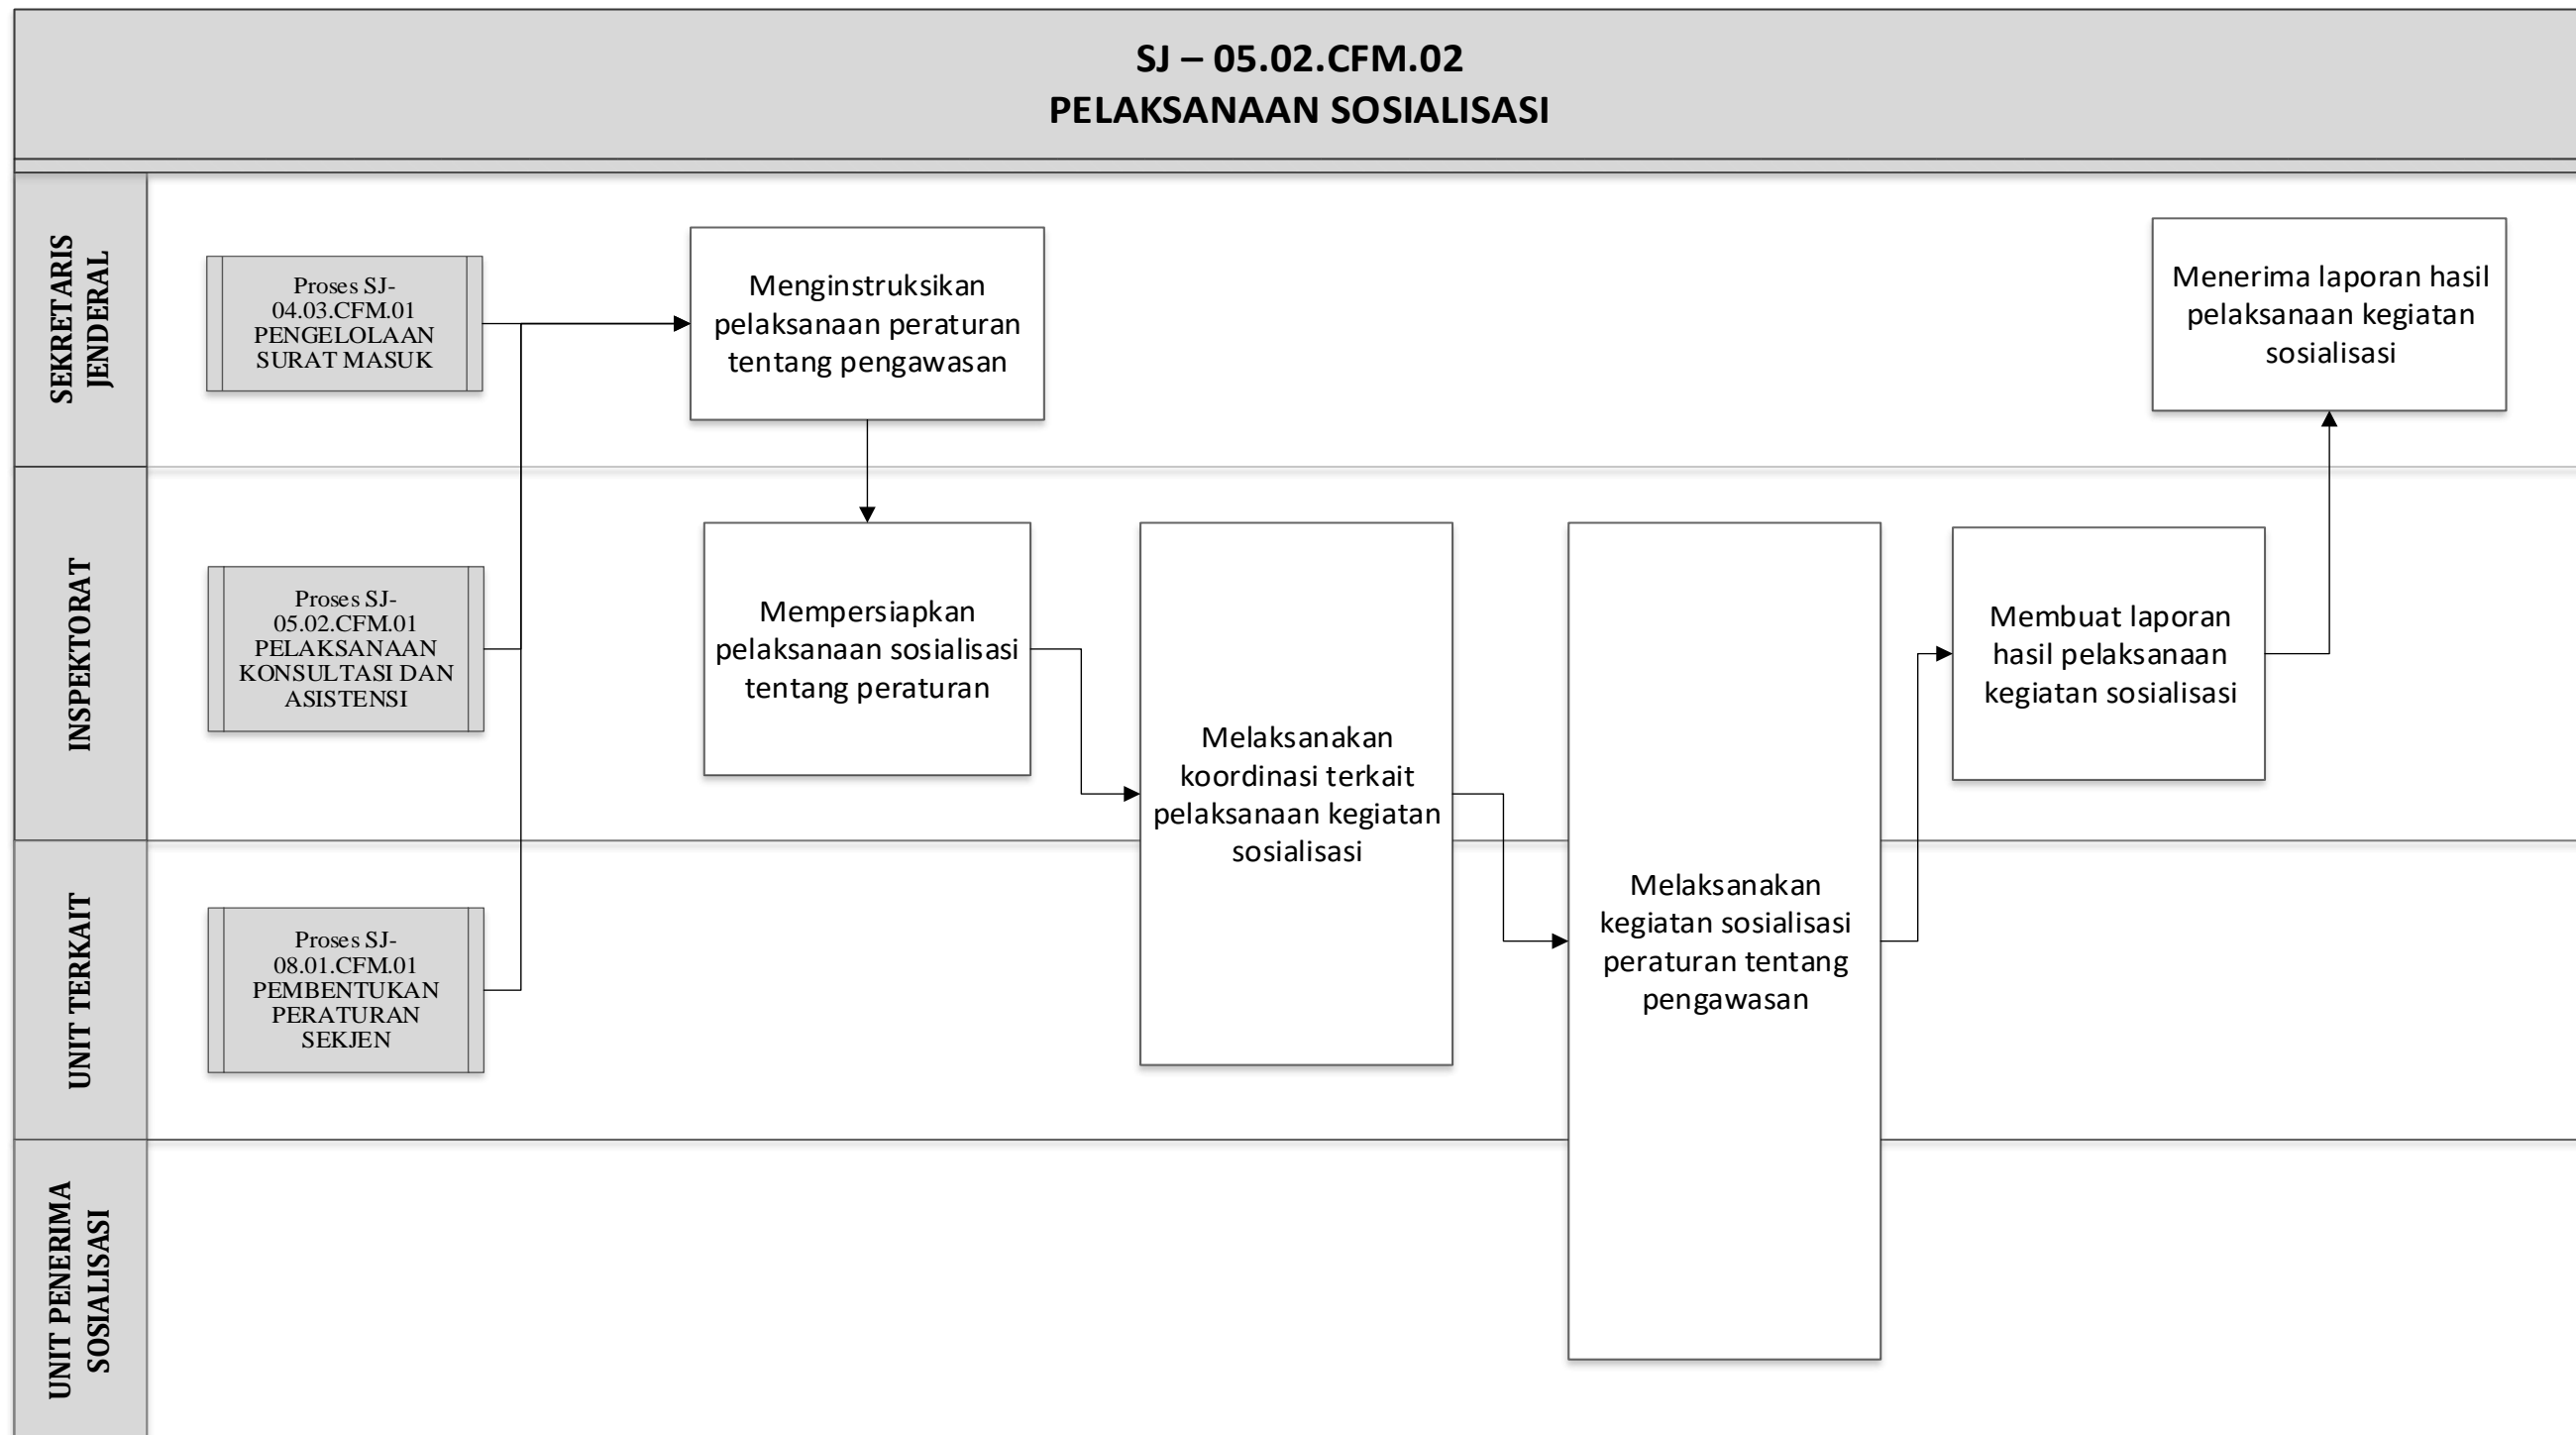 SJ – 05.02.CFM.02
PELAKSANAAN SOSIALISASI
SEKRETARIS
JENDERAL
Proses SJ-
04.03.CFM.01
PENGELOLAAN
SURAT MASUK
Menginstruksikan
pelaksanaan peraturan
tentang pengawasan
Menerima laporan hasil
pelaksanaan kegiatan
sosialisasi
INSPEKTORAT
Proses SJ-
05.02.CFM.01
PELAKSANAAN
KONSULTASI DAN
ASISTENSI
Mempersiapkan
pelaksanaan sosialisasi
tentang peraturan
Melaksanakan
koordinasi terkait
pelaksanaan kegiatan
sosialisasi
Melaksanakan
kegiatan sosialisasi
peraturan tentang
pengawasan
Membuat laporan
hasil pelaksanaan
kegiatan sosialisasi
UNIT TERKAIT
Proses SJ-
08.01.CFM.01
PEMBENTUKAN
PERATURAN
SEKJEN
UNIT PENERIMA
SOSIALISASI